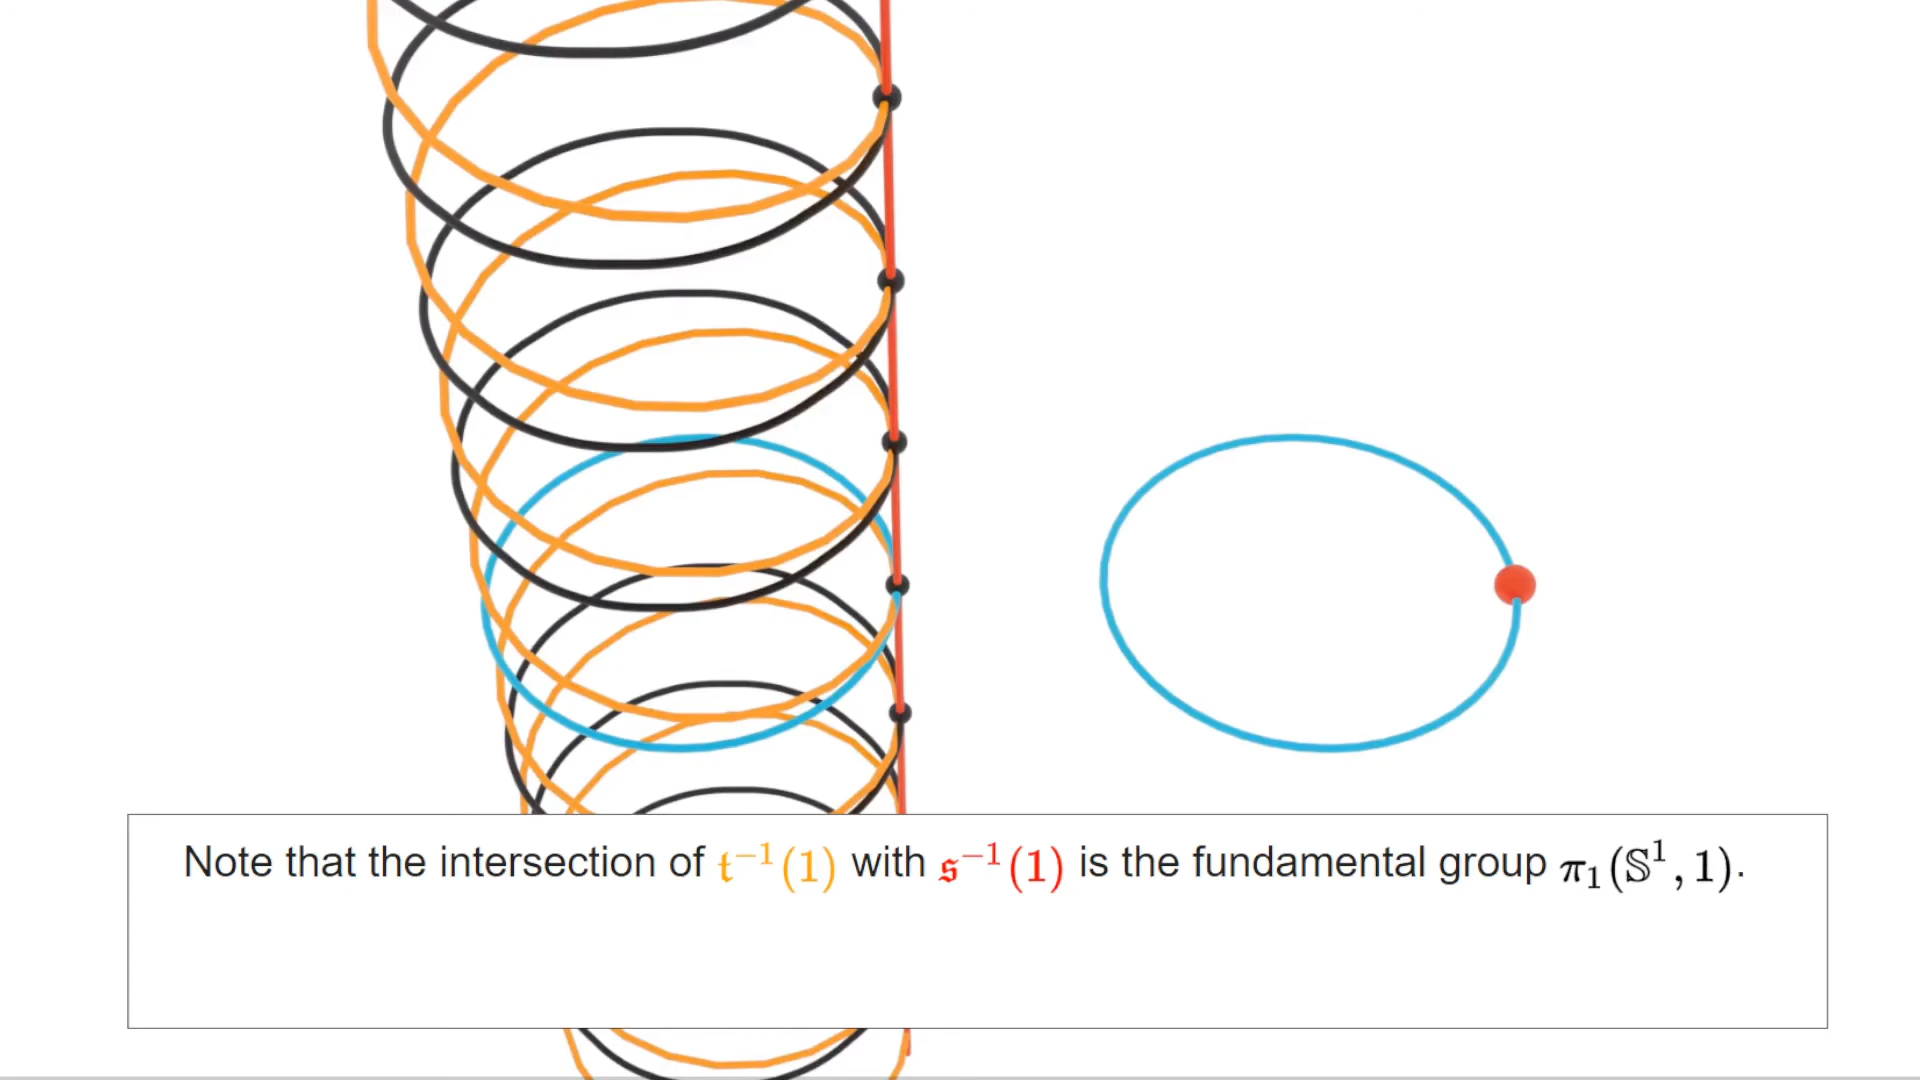 Note that the intersection of 𝔱⁻¹(1) with 𝔰⁻¹(1) is the fundamental group π₁(𝕊¹, 1).